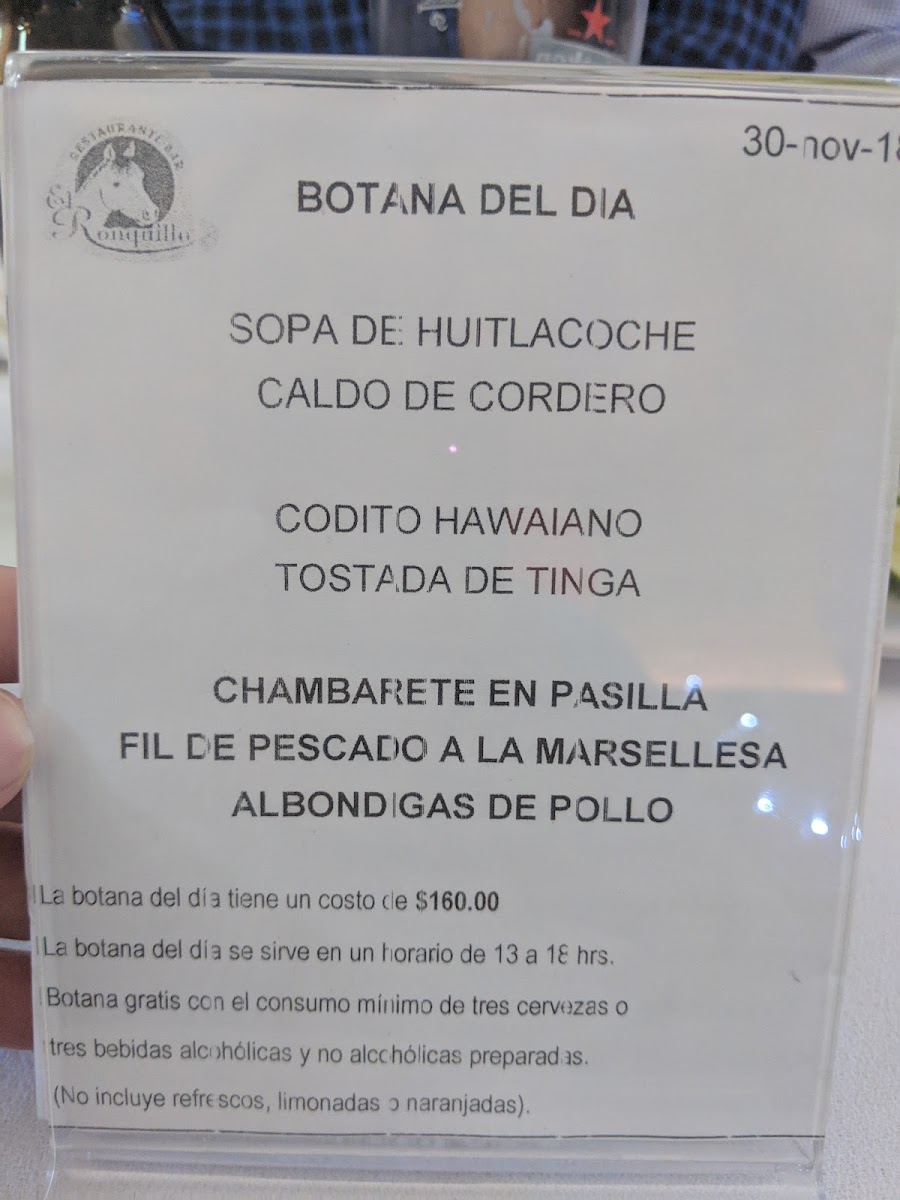 RESTAURANTE BAR
El Ronquillo
30-nov-18
BOTANA DEL DIA
SOPA DE HUITLACOCHE
CALDO DE CORDERO
CODITO HAWAIANO
TOSTADA DE TINGA
CHAMBARETE EN PASILLA
FIL DE PESCADO A LA MARSELLESA
ALBONDIGAS DE POLLO
La botana del día tiene un costo de $160.00
La botana del día se sirve en un horario de 13 a 18 hrs.
Botana gratis con el consumo mínimo de tres cervezas o
tres bebidas alcohólicas y no alcohólicas preparadas.
(No incluye refrescos, limonadas o naranjadas).